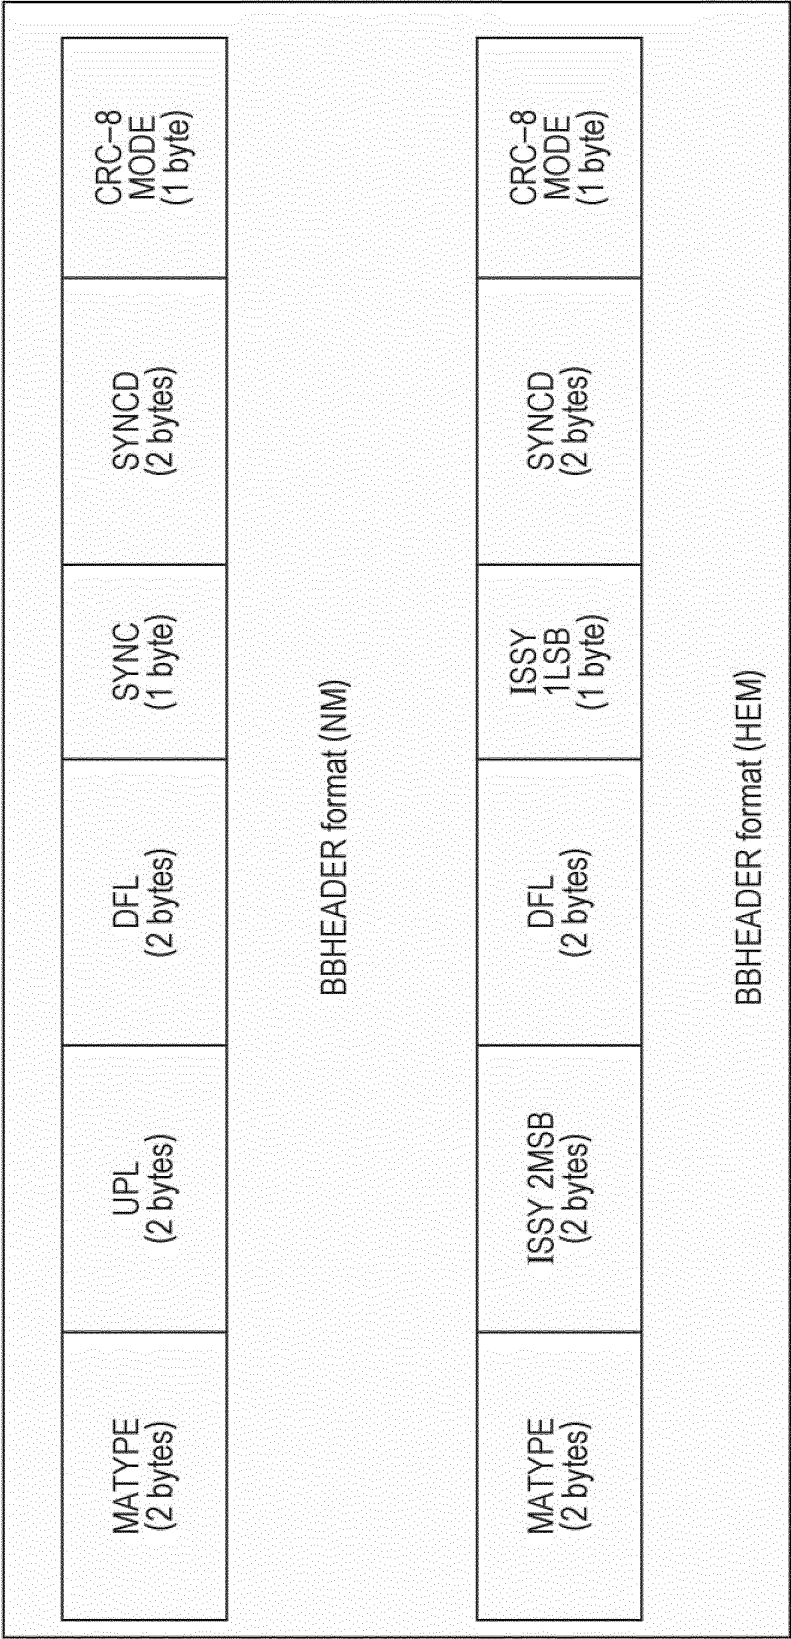 MATYPE
(2 bytes)
UPL
(2 bytes)
DFL
(2 bytes)
SYNC
(1 byte)
SYNCD
(2 bytes)
CRC-8
MODE
(1 byte)
BBHEADER format (NM)
MATYPE
(2 bytes)
ISSY 2MSB
(2 bytes)
DFL
(2 bytes)
ISSY
1LSB
(1 byte)
SYNCD
(2 bytes)
CRC-8
MODE
(1 byte)
BBHEADER format (HEM)